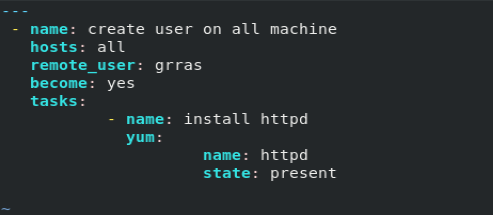 ---
 - name: create user on all machine
   hosts: all
   remote_user: grras
   become: yes
   tasks:
           - name: install httpd
             yum:
                     name: httpd
                     state: present
~